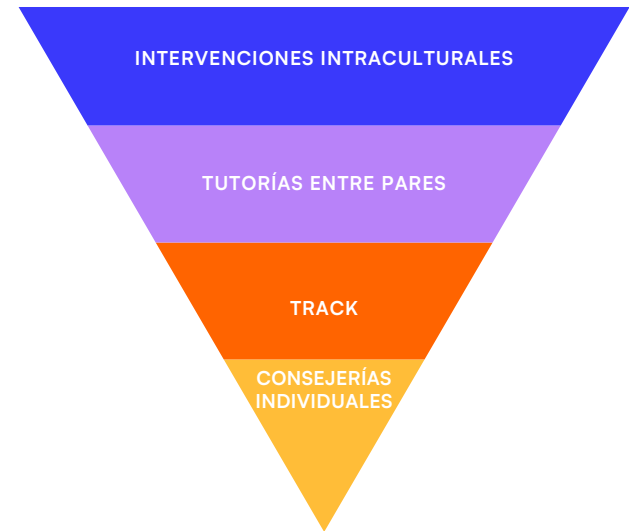 INTERVENCIONES INTRACULTURALES
TUTORÍAS ENTRE PARES
TRACK
CONSEJERÍAS
INDIVIDUALES